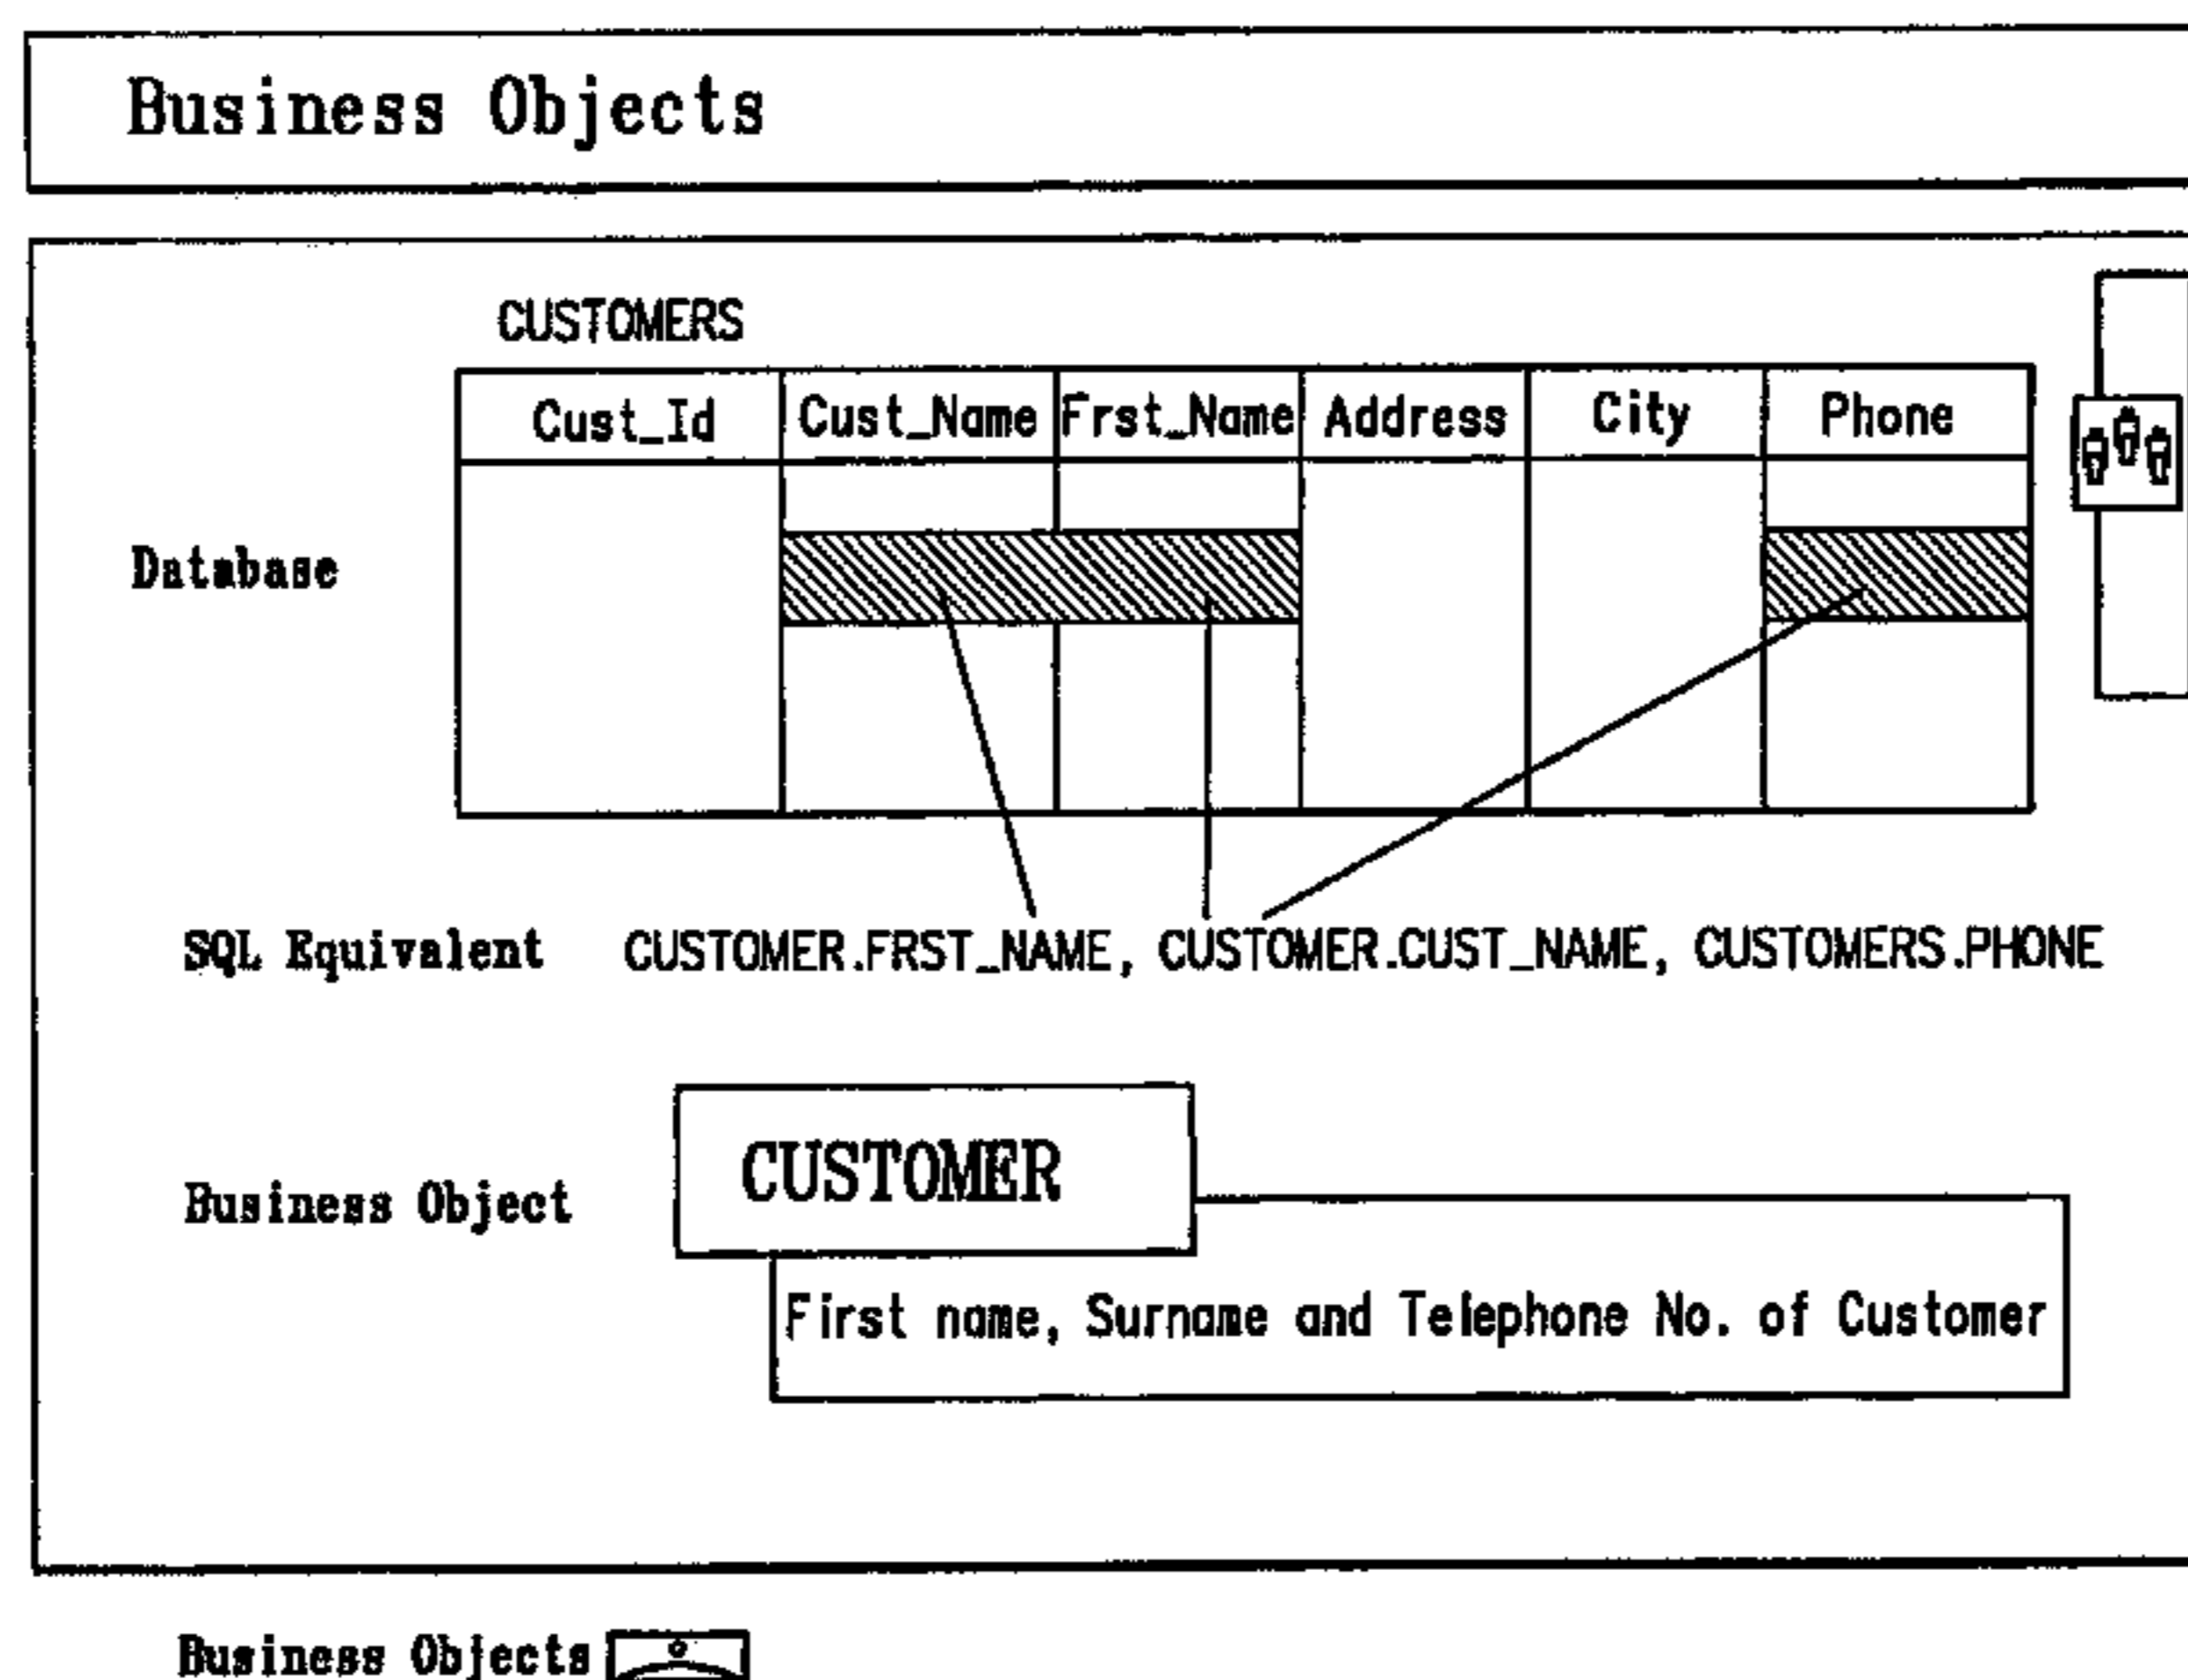 Business Objects
CUSTOMERS
Cust_Id Cust_Name Frst_Name Address City Phone
Database
SQL Equivalent CUSTOMER.FRST_NAME, CUSTOMER.CUST_NAME, CUSTOMERS.PHONE
CUSTOMER
Business Object
First name, Surname and Telephone No. of Customer
Business Objects